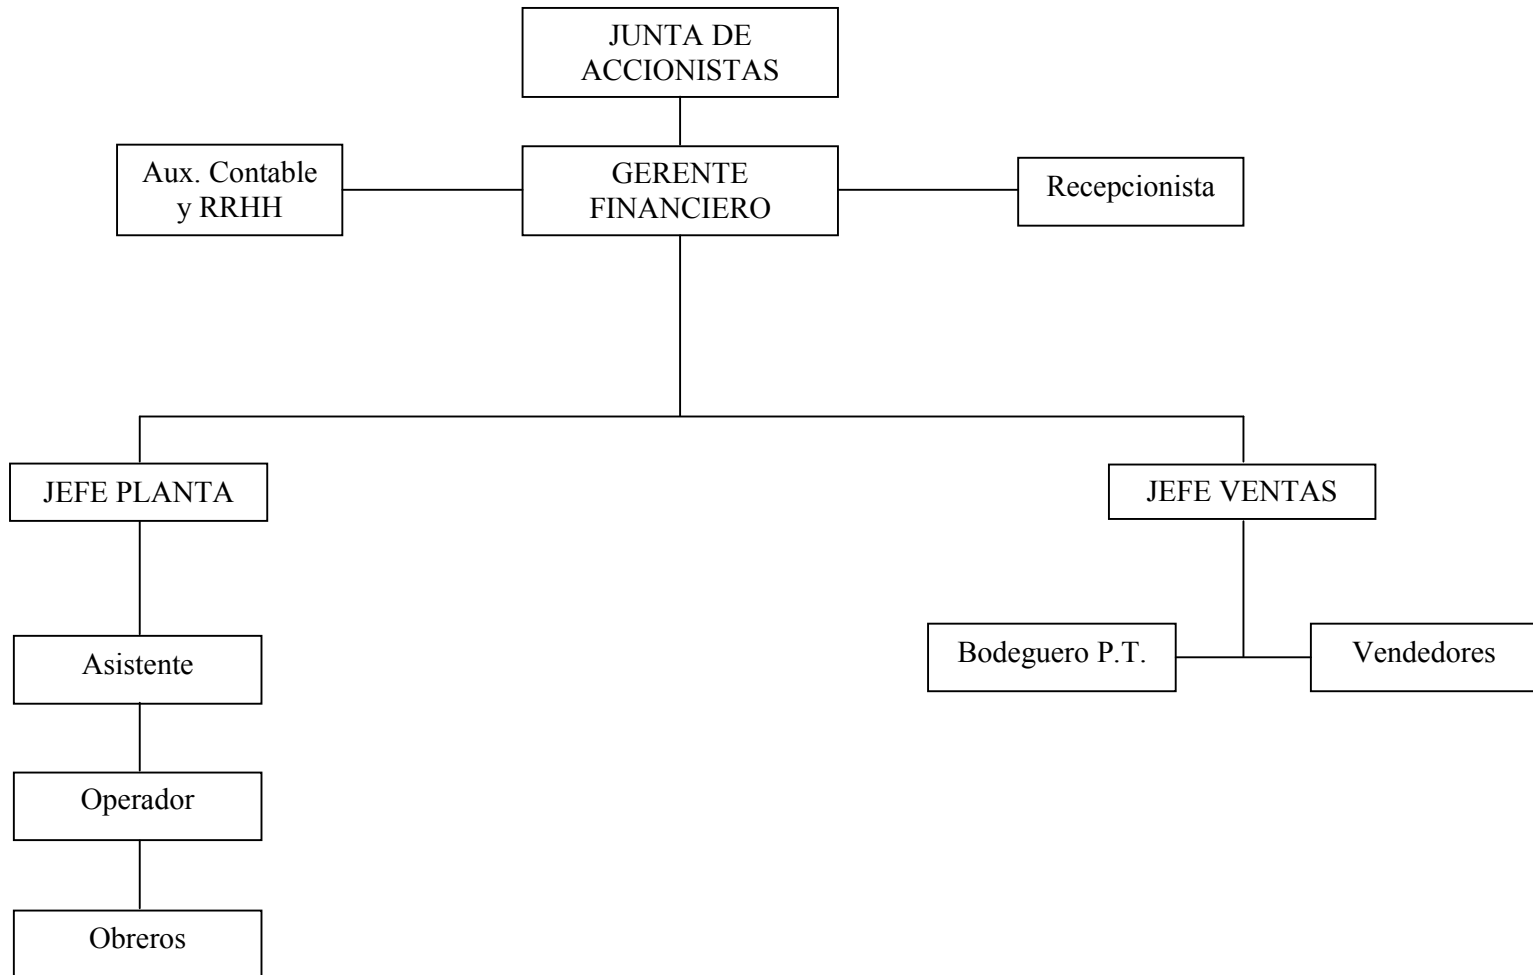 JUNTA DE
ACCIONISTAS
Aux. Contable
y RRHH
GERENTE
FINANCIERO
Recepcionista
JEFE PLANTA
JEFE VENTAS
Asistente
Bodeguero P.T.
Vendedores
Operador
Obreros